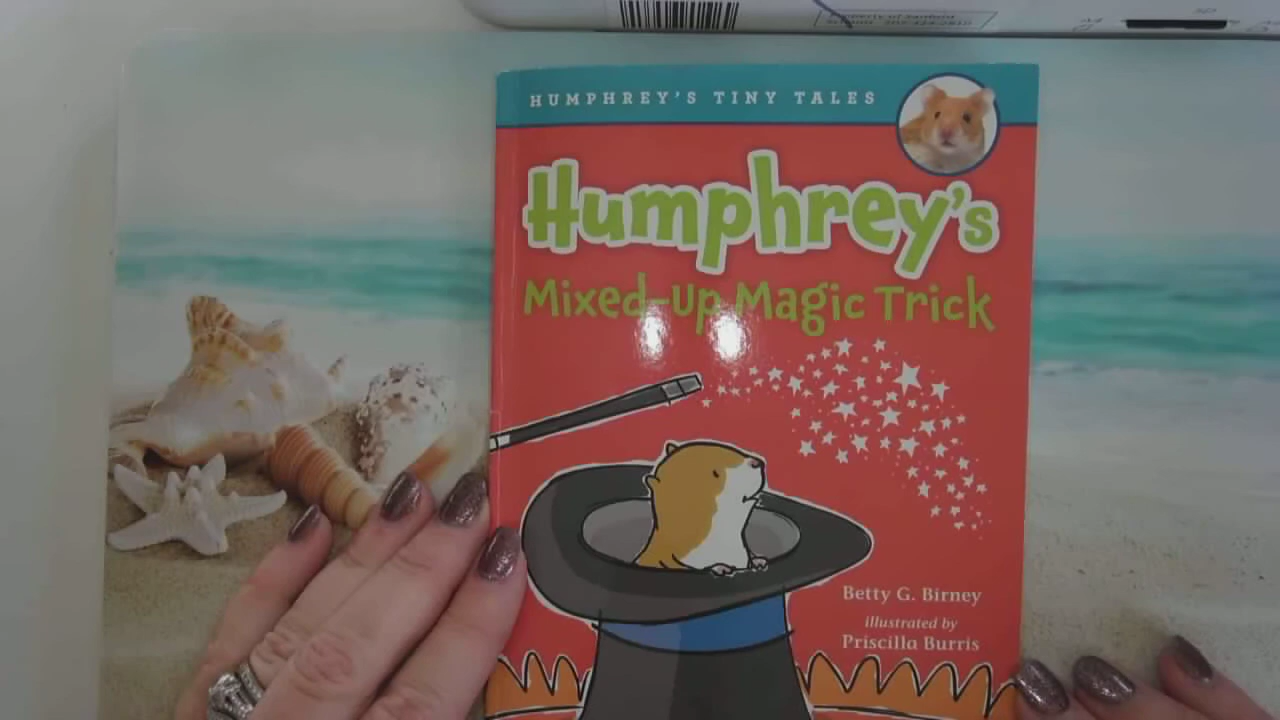 HUMPHREY'S TINY TALES
Humphrey's
Mixed-Up Magic Trick
Betty G. Birney
illustrated by
Priscilla Burris